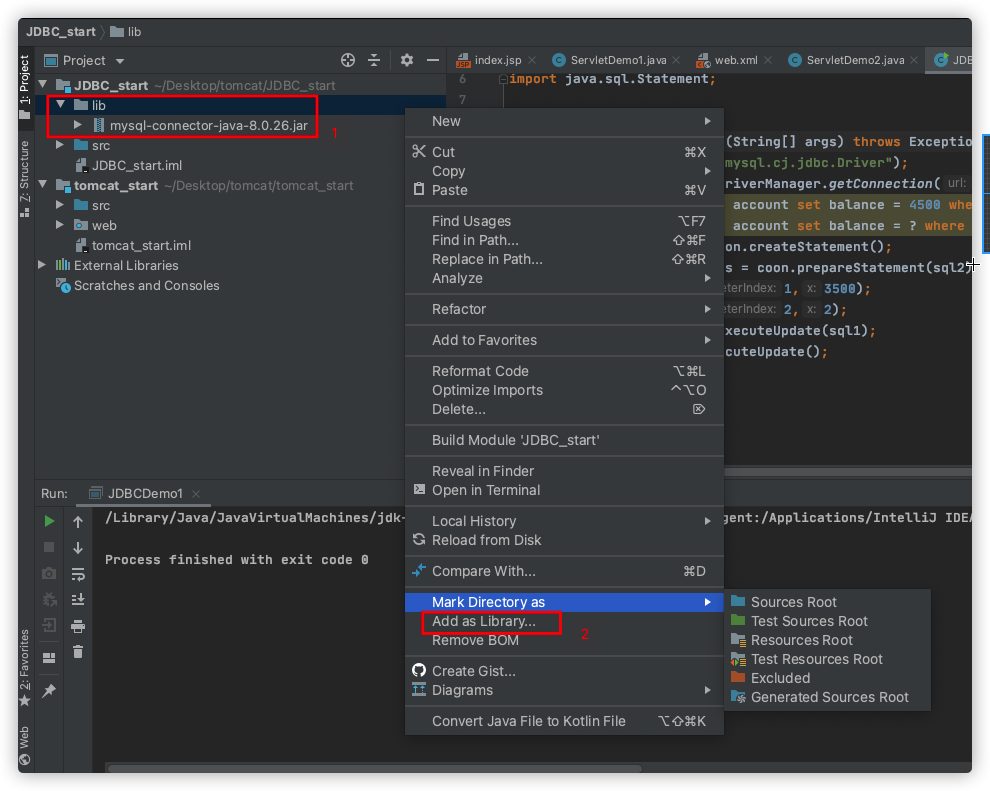 JDBC_start lib
Project
index.jsp
ServletDemo1.java
web.xml
ServletDemo2.java
1: Project
JDBC_start ~/Desktop/tomcat/JDBC_start
lib
mysql-connector-java-8.0.26.jar
1
src
JDBC_start.iml
tomcat_start ~/Desktop/tomcat/tomcat_start
src
web
tomcat_start.iml
External Libraries
Scratches and Consoles
Z: Structure
6 import java.sql.Statement;
7
(String[] args) throws Exception
mysql.cj.jdbc.Driver");
riverManager.getConnection( url:
account set balance = 4500 whe
account set balance = ? where
on.createStatement();
s = coon.prepareStatement(sql2)
eterIndex: 1, x: 3500);
eterIndex: 2, x: 2);
xecuteUpdate(sql1);
cuteUpdate();
New
Cut ⌘X
Copy
Paste ⌘V
Find Usages ⌥F7
Find in Path... ⇧⌘F
Replace in Path... ⇧⌘R
Analyze
Refactor
Add to Favorites
Reformat Code ⌥⌘L
Optimize Imports ^⌥O
Delete... ⌦
Build Module 'JDBC_start'
Reveal in Finder
Open in Terminal
Local History
Reload from Disk
Compare With... ⌘D
Mark Directory as
Add as Library...
2
Remove BOM
Create Gist...
Diagrams
Convert Java File to Kotlin File ⌥⇧⌘K
Sources Root
Test Sources Root
Resources Root
Test Resources Root
Excluded
Generated Sources Root
Run: JDBCDemo1
/Library/Java/JavaVirtualMachines/jdk-
gent:/Applications/IntelliJ IDE
Process finished with exit code 0
2: Favorites
Web